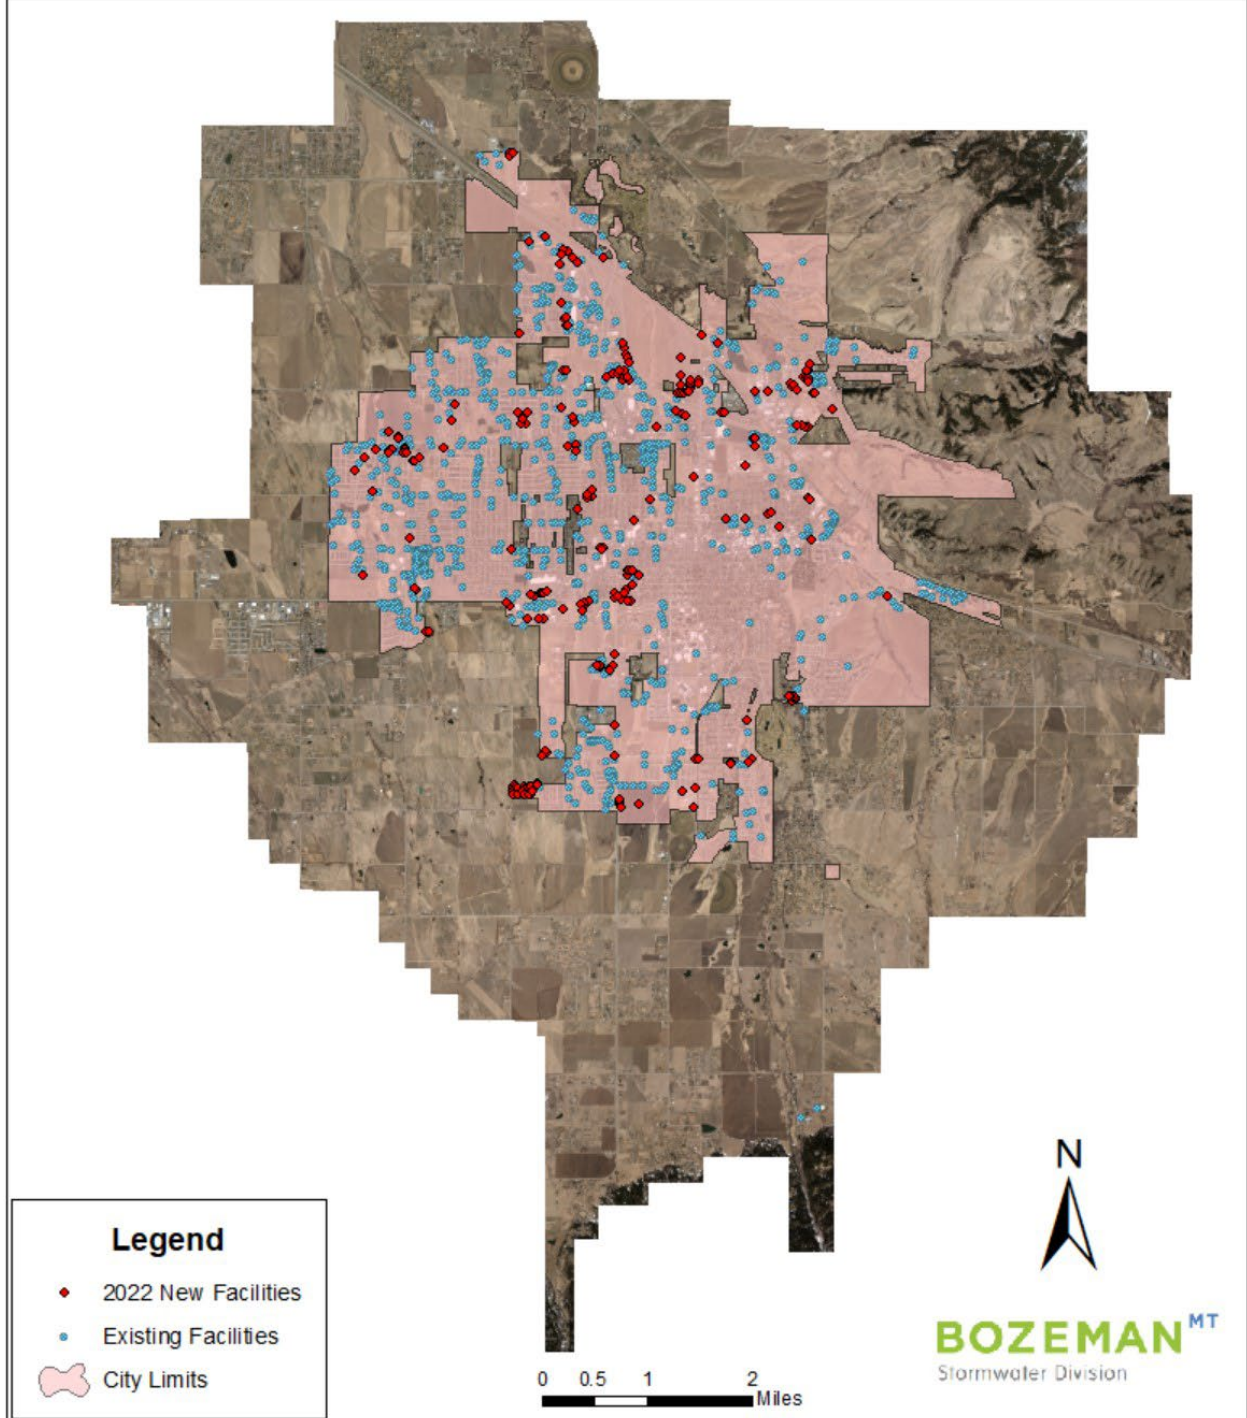 N
Legend
2022 New Facilities
Existing Facilities
City Limits
BOZEMAN MT
Stormwater Division
0 0.5 1 2
Miles